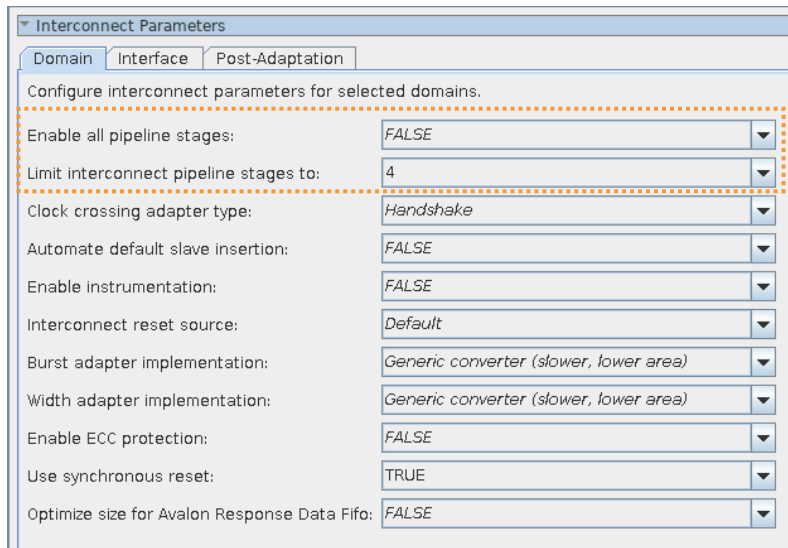 Interconnect Parameters
Domain Interface Post-Adaptation
Configure interconnect parameters for selected domains.
Enable all pipeline stages: FALSE
Limit interconnect pipeline stages to: 4
Clock crossing adapter type: Handshake
Automate default slave insertion: FALSE
Enable instrumentation: FALSE
Interconnect reset source: Default
Burst adapter implementation: Generic converter (slower, lower area)
Width adapter implementation: Generic converter (slower, lower area)
Enable ECC protection: FALSE
Use synchronous reset: TRUE
Optimize size for Avalon Response Data Fifo: FALSE